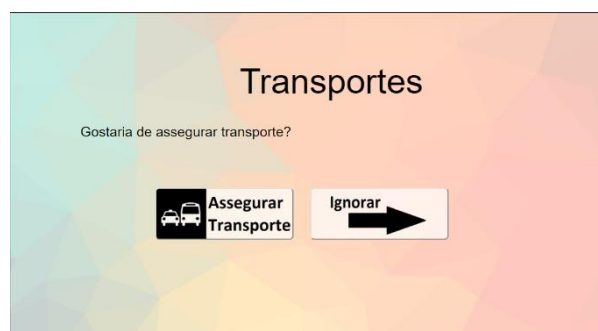 Transportes
Gostaria de assegurar transporte?
Assegurar
Transporte
Ignorar